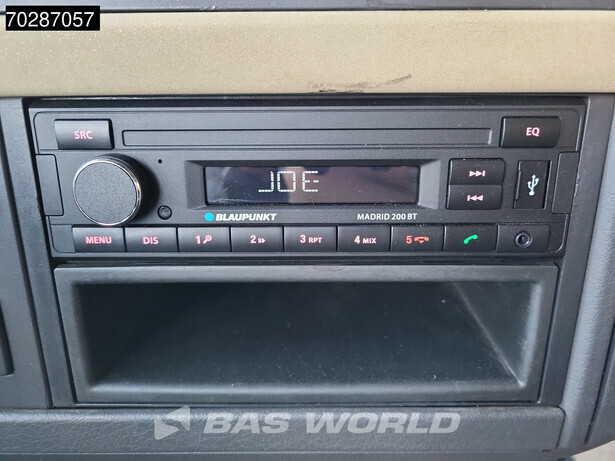 70287057
SRC
EQ
JOE
BLAUPUNKT
MADRID 200 BT
MENU DIS 1 2 3 RPT 4 MIX 5
BAS WORLD